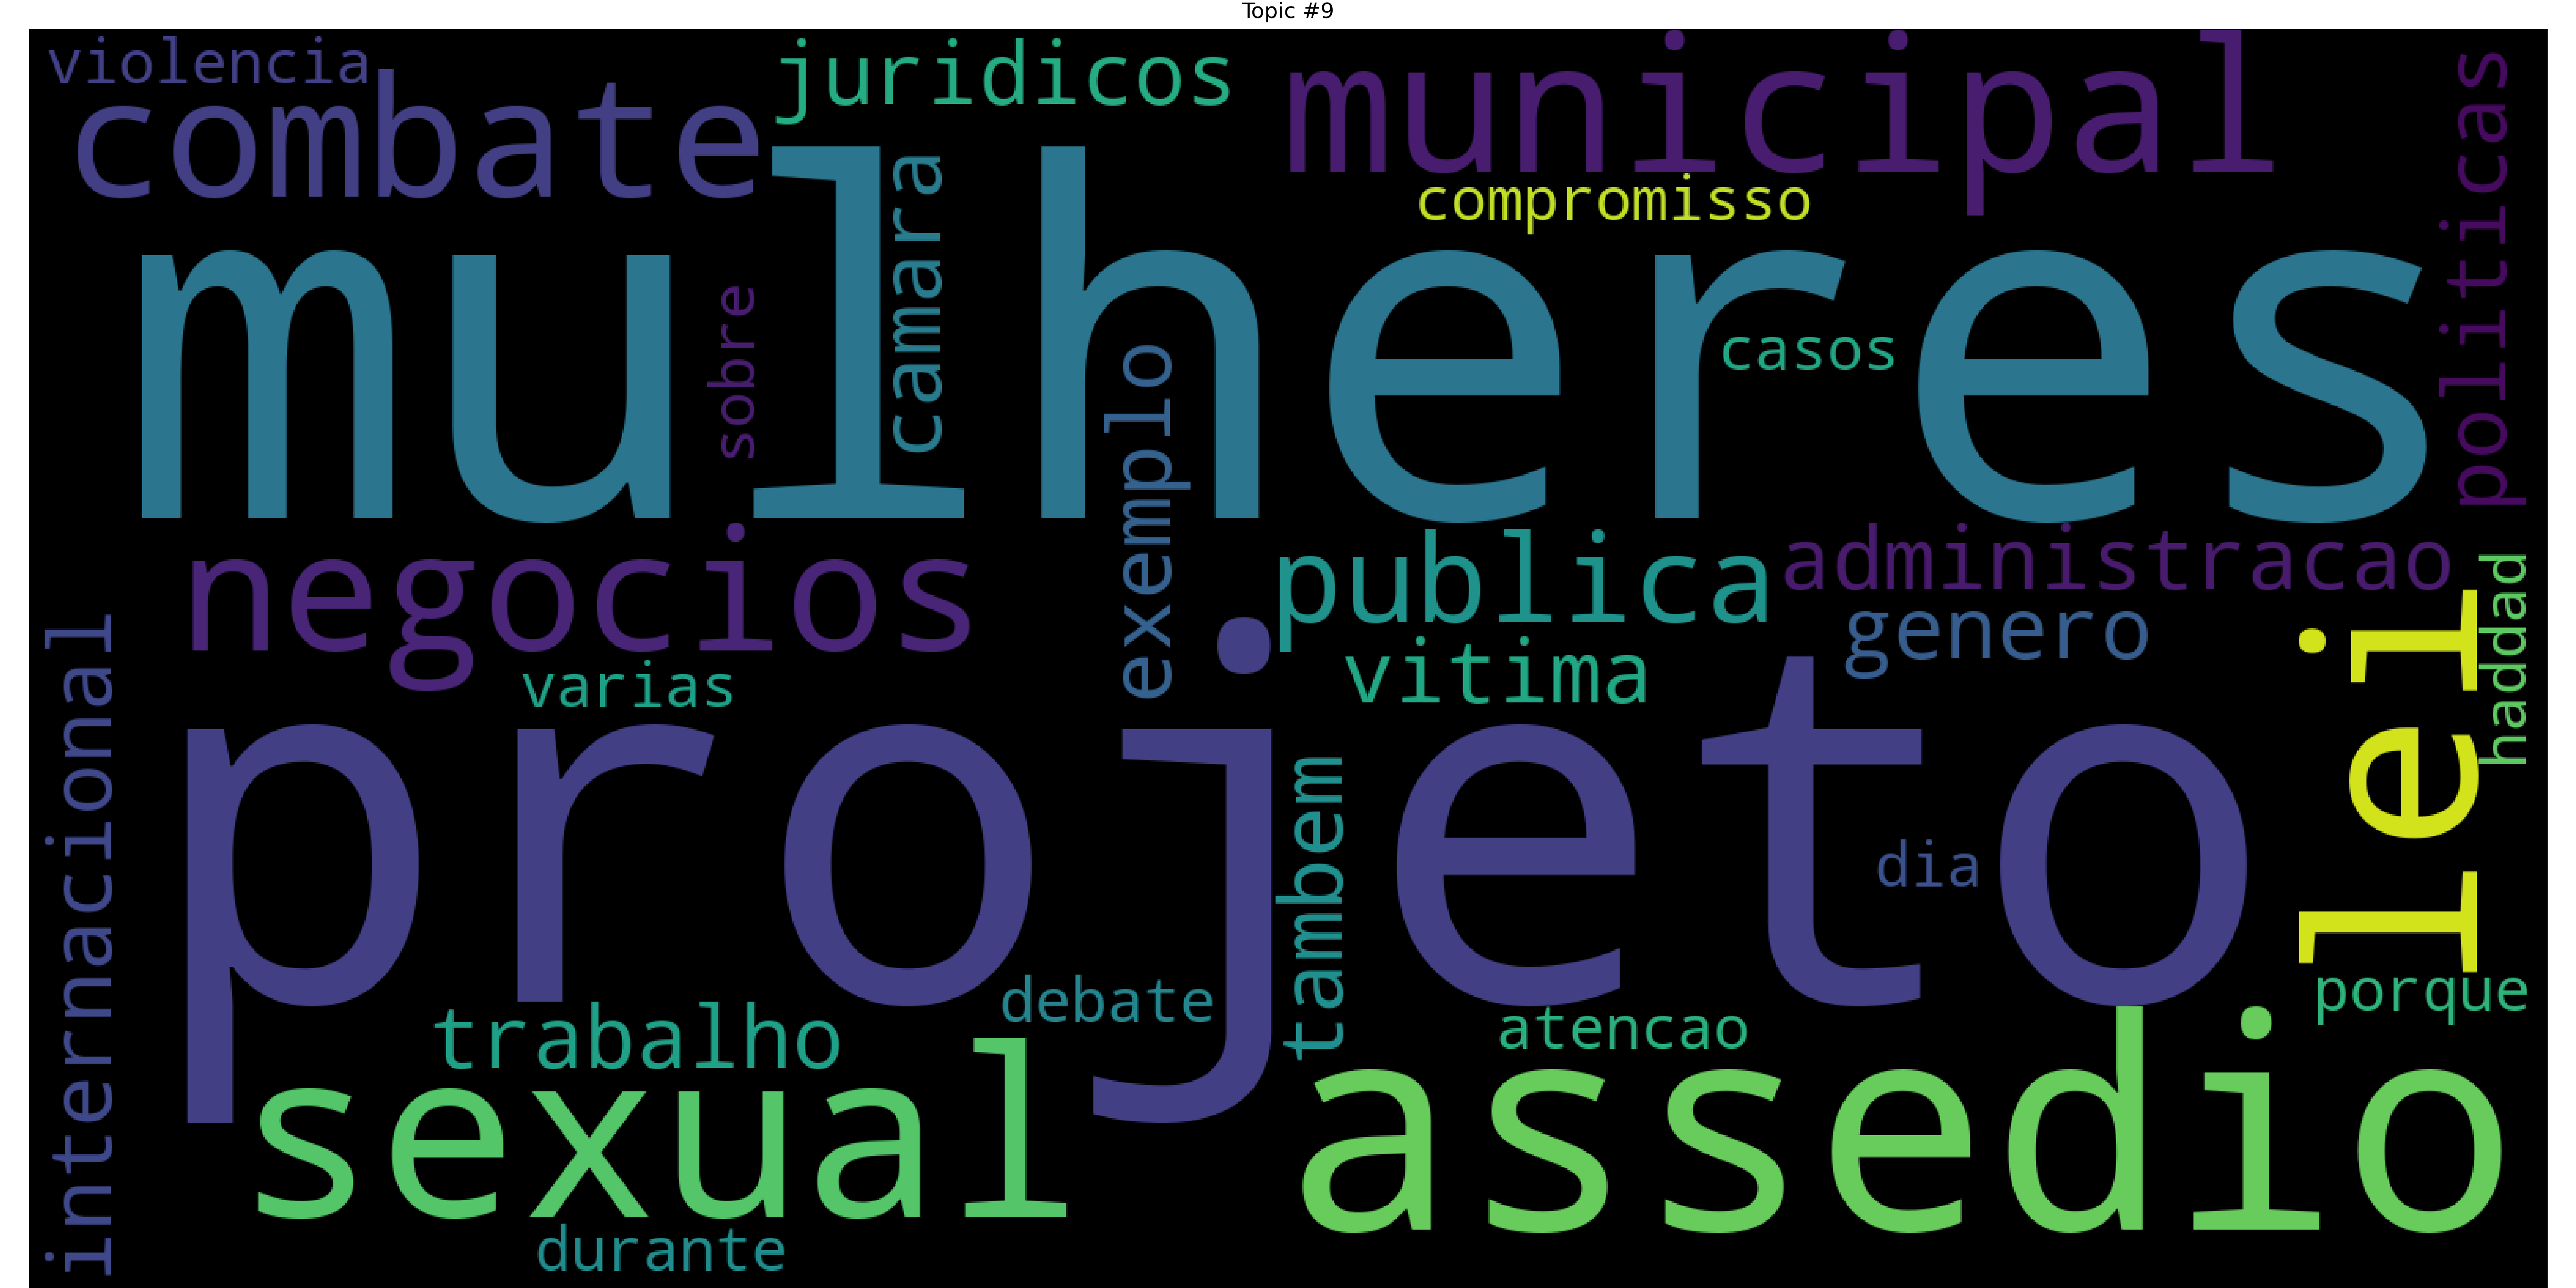 Topic #9
violencia
combate
juridicos
municipal
compromisso
politicas
camara
mulheres
sobre
casos
exemplo
negocios
publica
administracao
haddad
genero
vitima
varias
internacional
projeto
lei
tambem
dia
debate
porque
trabalho
atencao
sexual
assedio
durante